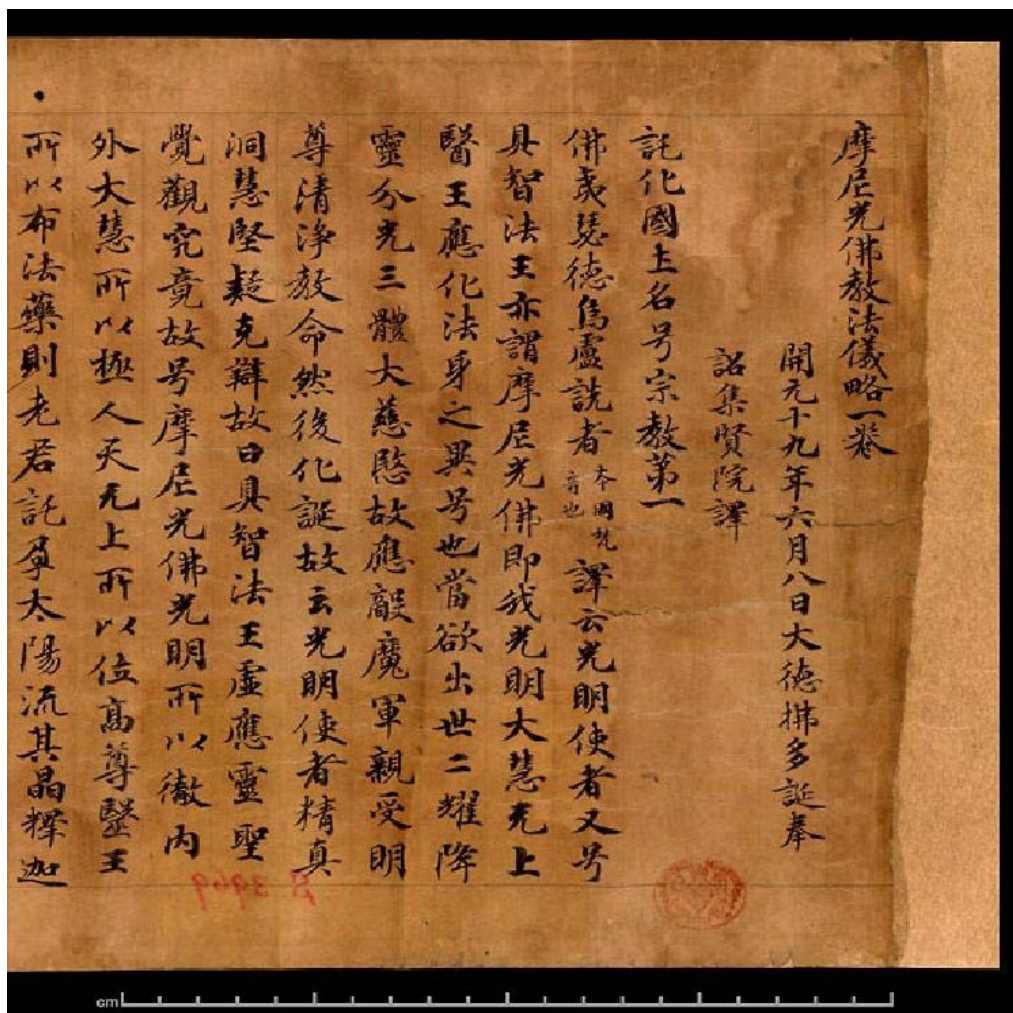 摩尼光佛教法儀略一卷
開元十九年六月八日大德拂多誕奉
詔集賢院譯
託化國土名号宗教第一
佛夷瑟德烏盧詵者本國梵音也譯云光明使者又号
具智法王亦謂摩尼光佛即我光明大慧无上
醫王應化法身之異号也當欲出世二耀降
靈分光三體大慈愍故應敵魔軍親受明
尊清淨教命然後化誕故云光明使者精真
洞慧堅疑克辯故曰具智法王虛應靈聖
覺觀究竟故号摩尼光佛光明所以徹內
外大慧所以極人天无上所以位高尊醫王
所以布法藥則老君託孕太陽流其晶釋迦
S. 3969
cm